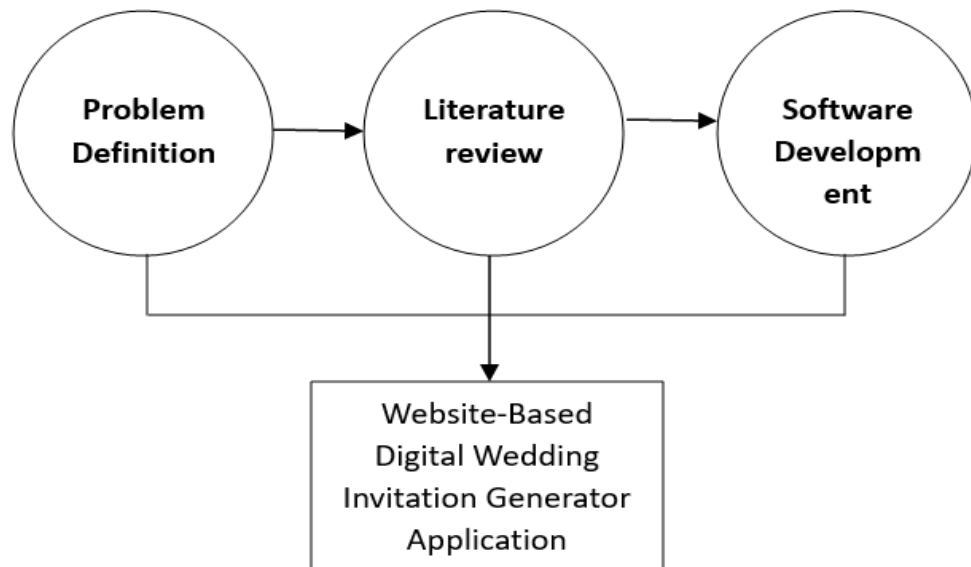 Problem
Definition
Literature
review
Software
Developm
ent
Website-Based
Digital Wedding
Invitation Generator
Application